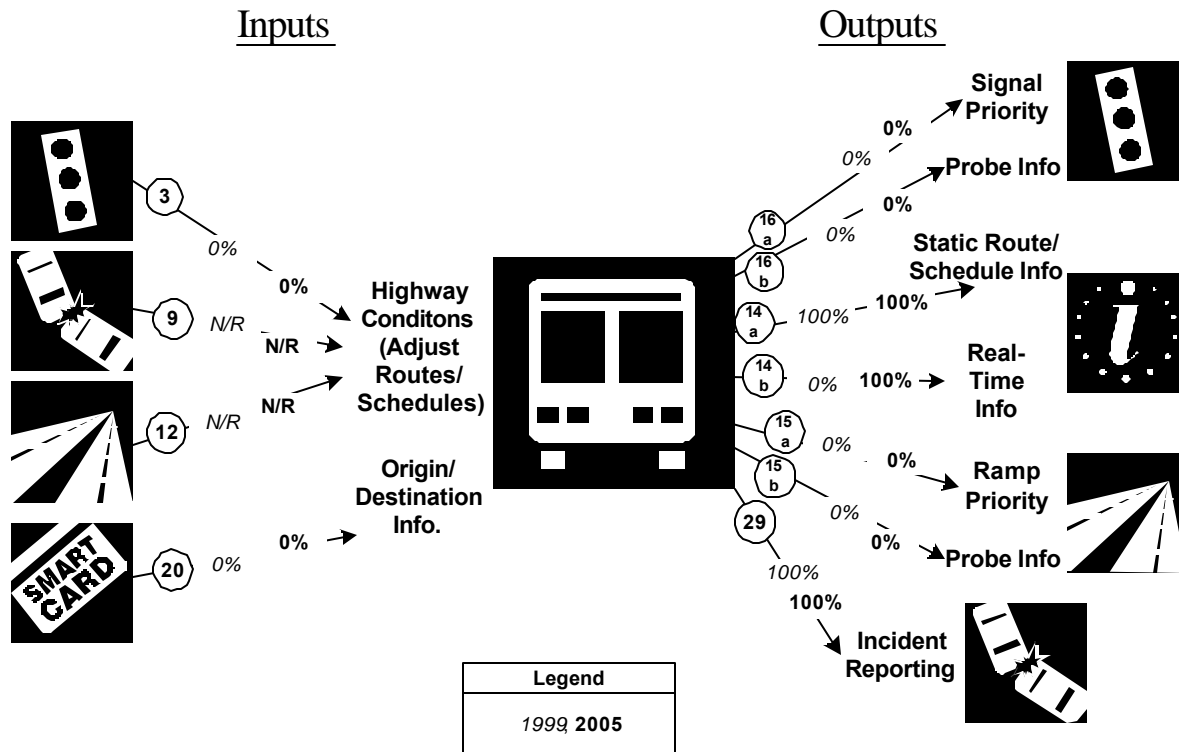 Inputs
Outputs
3
0%
0%
9
N/R
N/R
12
N/R
N/R
SMART
CARD
20
0%
0%
Highway
Conditons
(Adjust
Routes/
Schedules)
Origin/
Destination
Info.
16
a
0%
0%
Signal
Priority
16
b
0%
0%
Probe Info
14
a
100%
100%
Static Route/
Schedule Info
14
b
0%
100%
Real-
Time
Info
i
15
a
0%
0%
Ramp
Priority
15
b
0%
0%
Probe Info
29
100%
100%
Incident
Reporting
Legend
1999, 2005